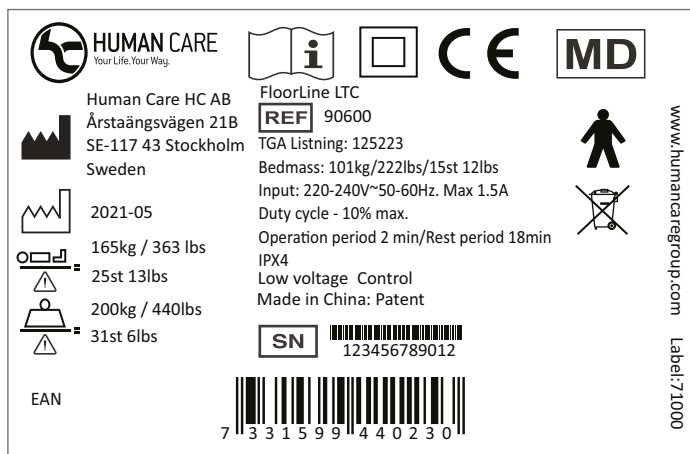 HUMAN CARE
Your Life. Your Way.
i
CE
MD
Human Care HC AB
Årstaängsvägen 21B
SE-117 43 Stockholm
Sweden
2021-05
165kg / 363 lbs
25st 13lbs
200kg / 440lbs
31st 6lbs
EAN
FloorLine LTC
REF 90600
TGA Listning: 125223
Bedmass: 101kg/222lbs/15st 12lbs
Input: 220-240V~50-60Hz. Max 1.5A
Duty cycle - 10% max.
Operation period 2 min/Rest period 18min
IPX4
Low voltage Control
Made in China: Patent
SN
123456789012
7 331599 440230
www.humancaregroup.com
Label:71000